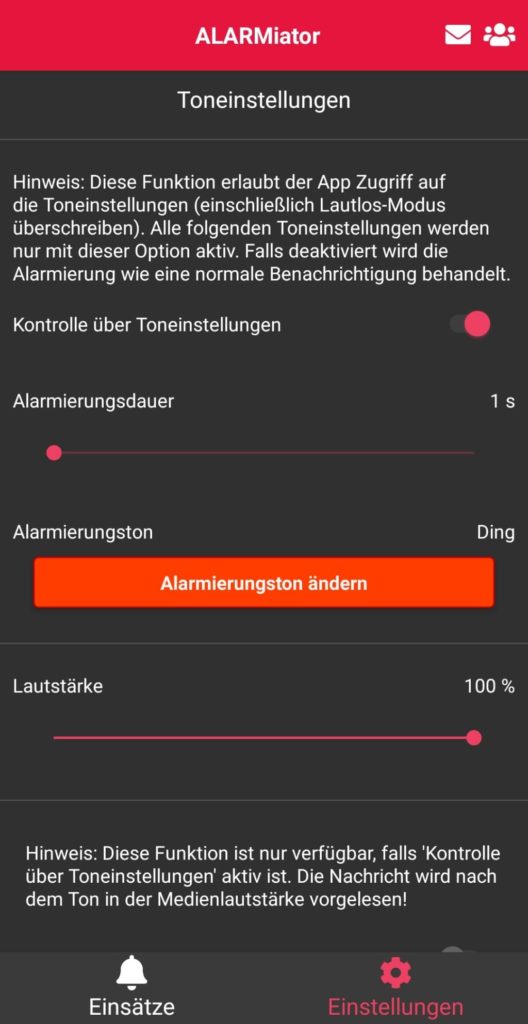 ALARMiator
Toneinstellungen
Hinweis: Diese Funktion erlaubt der App Zugriff auf
die Toneinstellungen (einschließlich Lautlos-Modus
überschreiben). Alle folgenden Toneinstellungen werden
nur mit dieser Option aktiv. Falls deaktiviert wird die
Alarmierung wie eine normale Benachrichtigung behandelt.
Kontrolle über Toneinstellungen
Alarmierungsdauer 1 s
Alarmierungston Ding
Alarmierungston ändern
Lautstärke 100 %
Hinweis: Diese Funktion ist nur verfügbar, falls 'Kontrolle
über Toneinstellungen' aktiv ist. Die Nachricht wird nach
dem Ton in der Medienlautstärke vorgelesen!
Einsätze Einstellungen